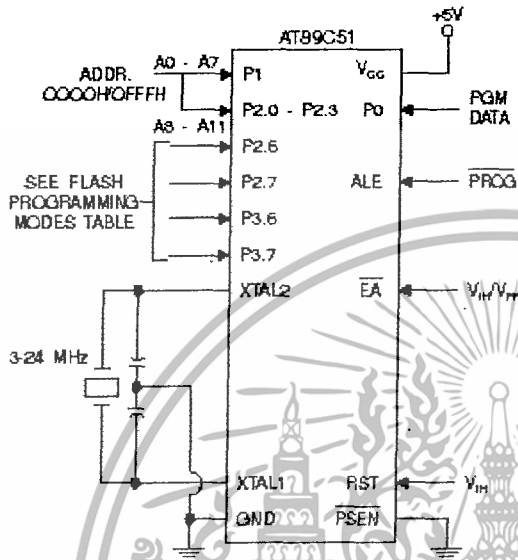 +5V
AT89C51
A0 - A7
ADDR.
OOOOH/OFFFH
P1
VCC
P2.0 - P2.3
P0
PGM
DATA
A8 - A11
P2.6
SEE FLASH
PROGRAMMING
MODES TABLE
P2.7
ALE
PROG
P3.6
P3.7
XTAL2
EA
VIH/VPP
3-24 MHz
XTAL1
RST
VIH
GND
PSEN